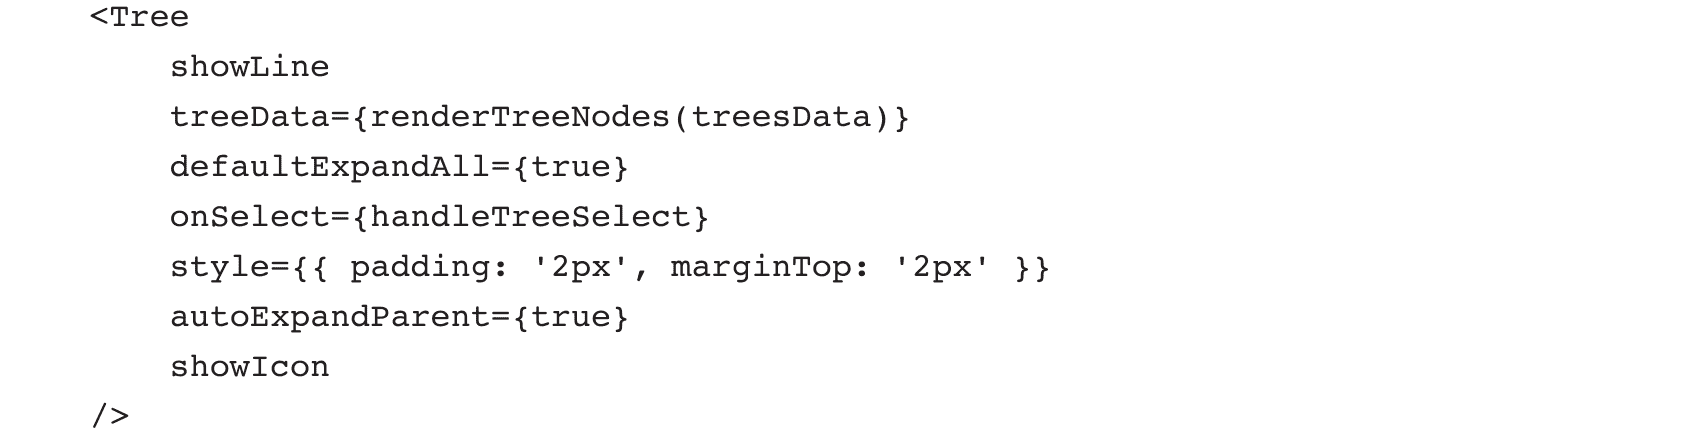 <Tree
showLine
treeData={renderTreeNodes(treesData)}
defaultExpandAll={true}
onSelect={handleTreeSelect}
style={{ padding: '2px', marginTop: '2px' }}
autoExpandParent={true}
showIcon
/>